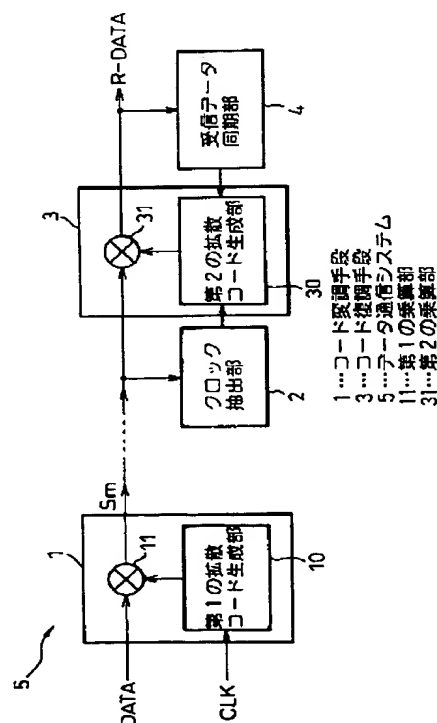 5
DATA
CLK
1
11
第1の拡散
コード生成部
10
Sm
クロック
抽出部
2
3
31
第2の拡散
コード生成部
30
R-DATA
受信データ
同期部
4
1…コード変調手段
3…コード復調手段
5…データ通信システム
11…第1の乗算部
31…第2の乗算部